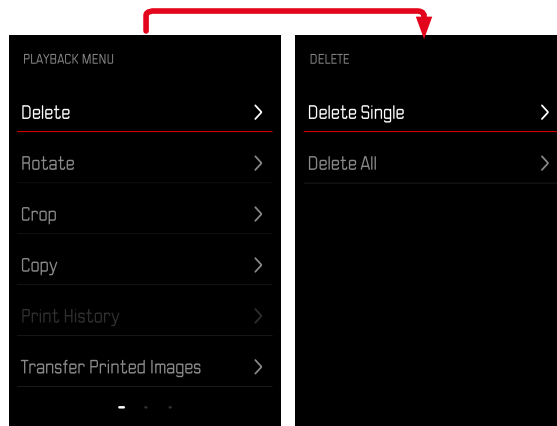 PLAYBACK MENU
Delete
Rotate
Crop
Copy
Print History
Transfer Printed Images
DELETE
Delete Single
Delete All